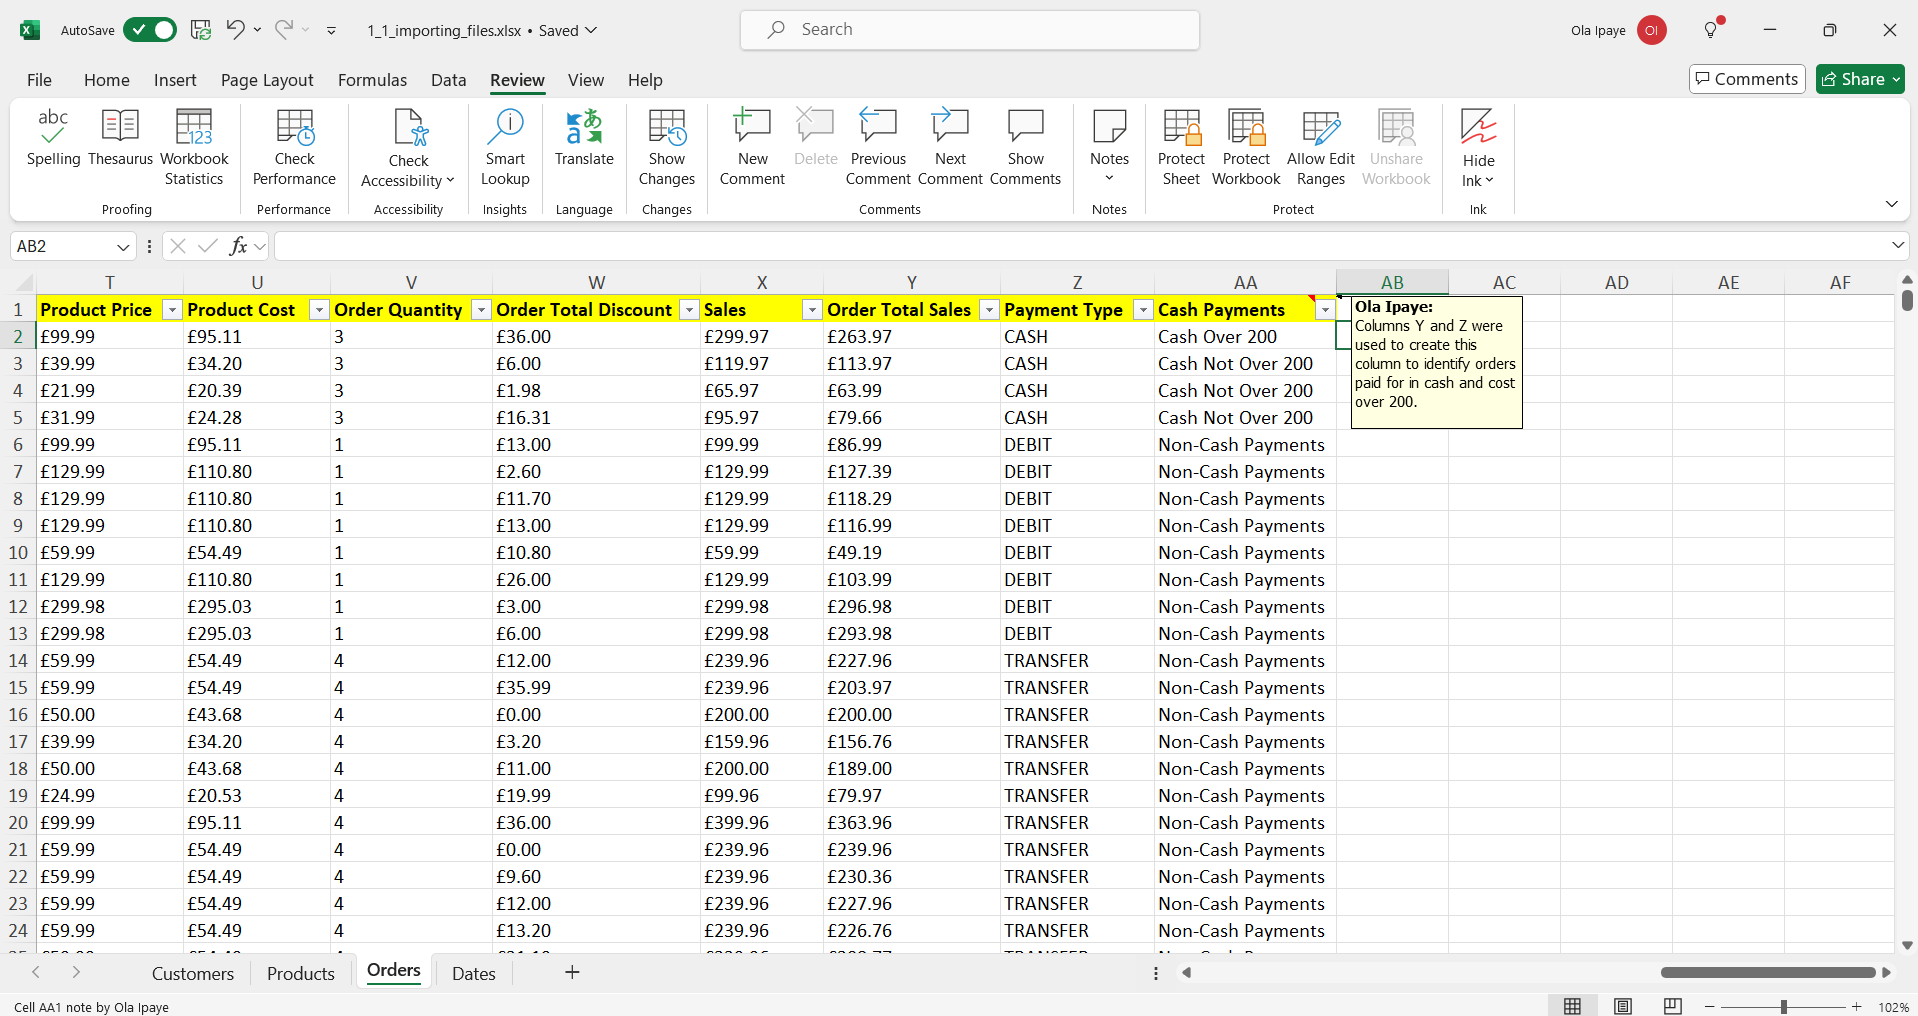 AutoSave 1_1_importing_files.xlsx • Saved Search Ola Ipaye OI
File Home Insert Page Layout Formulas Data Review View Help Comments Share
abc
123
Spelling Thesaurus Workbook Statistics Check Performance Check Accessibility Smart Lookup Translate Show Changes New Comment Delete Previous Comment Next Comment Show Comments Notes Protect Sheet Protect Workbook Allow Edit Ranges Unshare Workbook Hide Ink
Proofing Performance Accessibility Insights Language Changes Comments Notes Protect Ink
AB2 fx
T U V W X Y Z AA AB AC AD AE AF
1 Product Price Product Cost Order Quantity Order Total Discount Sales Order Total Sales Payment Type Cash Payments
2 £99.99 £95.11 3 £36.00 £299.97 £263.97 CASH Cash Over 200
3 £39.99 £34.20 3 £6.00 £119.97 £113.97 CASH Cash Not Over 200
4 £21.99 £20.39 3 £1.98 £65.97 £63.99 CASH Cash Not Over 200
5 £31.99 £24.28 3 £16.31 £95.97 £79.66 CASH Cash Not Over 200
6 £99.99 £95.11 1 £13.00 £99.99 £86.99 DEBIT Non-Cash Payments
7 £129.99 £110.80 1 £2.60 £129.99 £127.39 DEBIT Non-Cash Payments
8 £129.99 £110.80 1 £11.70 £129.99 £118.29 DEBIT Non-Cash Payments
9 £129.99 £110.80 1 £13.00 £129.99 £116.99 DEBIT Non-Cash Payments
10 £59.99 £54.49 1 £10.80 £59.99 £49.19 DEBIT Non-Cash Payments
11 £129.99 £110.80 1 £26.00 £129.99 £103.99 DEBIT Non-Cash Payments
12 £299.98 £295.03 1 £3.00 £299.98 £296.98 DEBIT Non-Cash Payments
13 £299.98 £295.03 1 £6.00 £299.98 £293.98 DEBIT Non-Cash Payments
14 £59.99 £54.49 4 £12.00 £239.96 £227.96 TRANSFER Non-Cash Payments
15 £59.99 £54.49 4 £35.99 £239.96 £203.97 TRANSFER Non-Cash Payments
16 £50.00 £43.68 4 £0.00 £200.00 £200.00 TRANSFER Non-Cash Payments
17 £39.99 £34.20 4 £3.20 £159.96 £156.76 TRANSFER Non-Cash Payments
18 £50.00 £43.68 4 £11.00 £200.00 £189.00 TRANSFER Non-Cash Payments
19 £24.99 £20.53 4 £19.99 £99.96 £79.97 TRANSFER Non-Cash Payments
20 £99.99 £95.11 4 £36.00 £399.96 £363.96 TRANSFER Non-Cash Payments
21 £59.99 £54.49 4 £0.00 £239.96 £239.96 TRANSFER Non-Cash Payments
22 £59.99 £54.49 4 £9.60 £239.96 £230.36 TRANSFER Non-Cash Payments
23 £59.99 £54.49 4 £12.00 £239.96 £227.96 TRANSFER Non-Cash Payments
24 £59.99 £54.49 4 £13.20 £239.96 £226.76 TRANSFER Non-Cash Payments
Ola Ipaye:
Columns Y and Z were
used to create this
column to identify orders
paid for in cash and cost
over 200.
Customers Products Orders Dates
Cell AA1 note by Ola Ipaye 102%